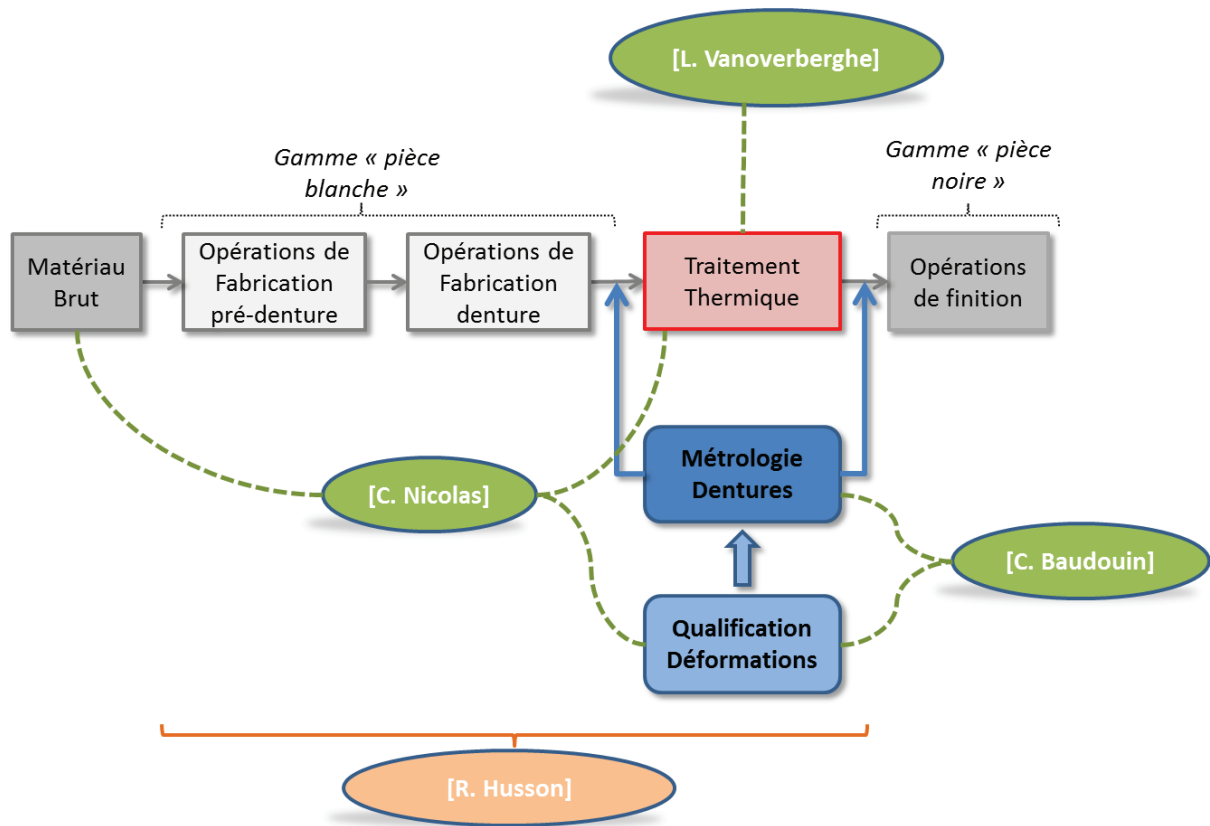 [L. Vanoverberghe]
Gamme « pièce
blanche »
Gamme « pièce
noire »
Matériau
Brut
Opérations de
Fabrication
pré-denture
Opérations de
Fabrication
denture
Traitement
Thermique
Opérations
de finition
Métrologie
Dentures
[C. Nicolas]
[C. Baudouin]
Qualification
Déformations
[R. Husson]